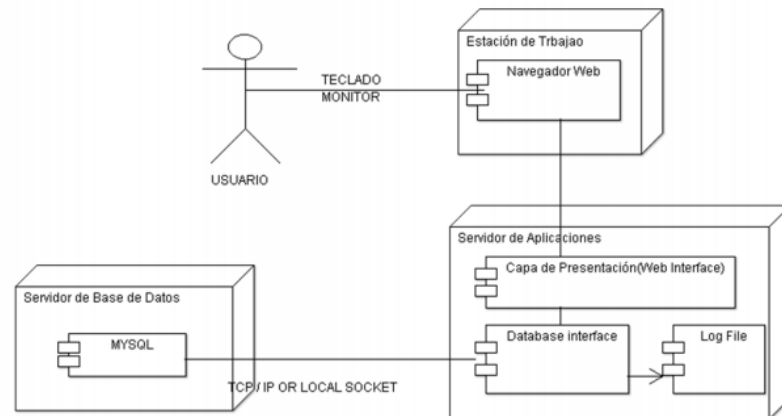 Estación de Trbajao
Navegador Web
TECLADO
MONITOR
USUARIO
Servidor de Aplicaciones
Capa de Presentación(Web Interface)
Servidor de Base de Datos
MYSQL
Database interface
Log File
TCP / IP OR LOCAL SOCKET